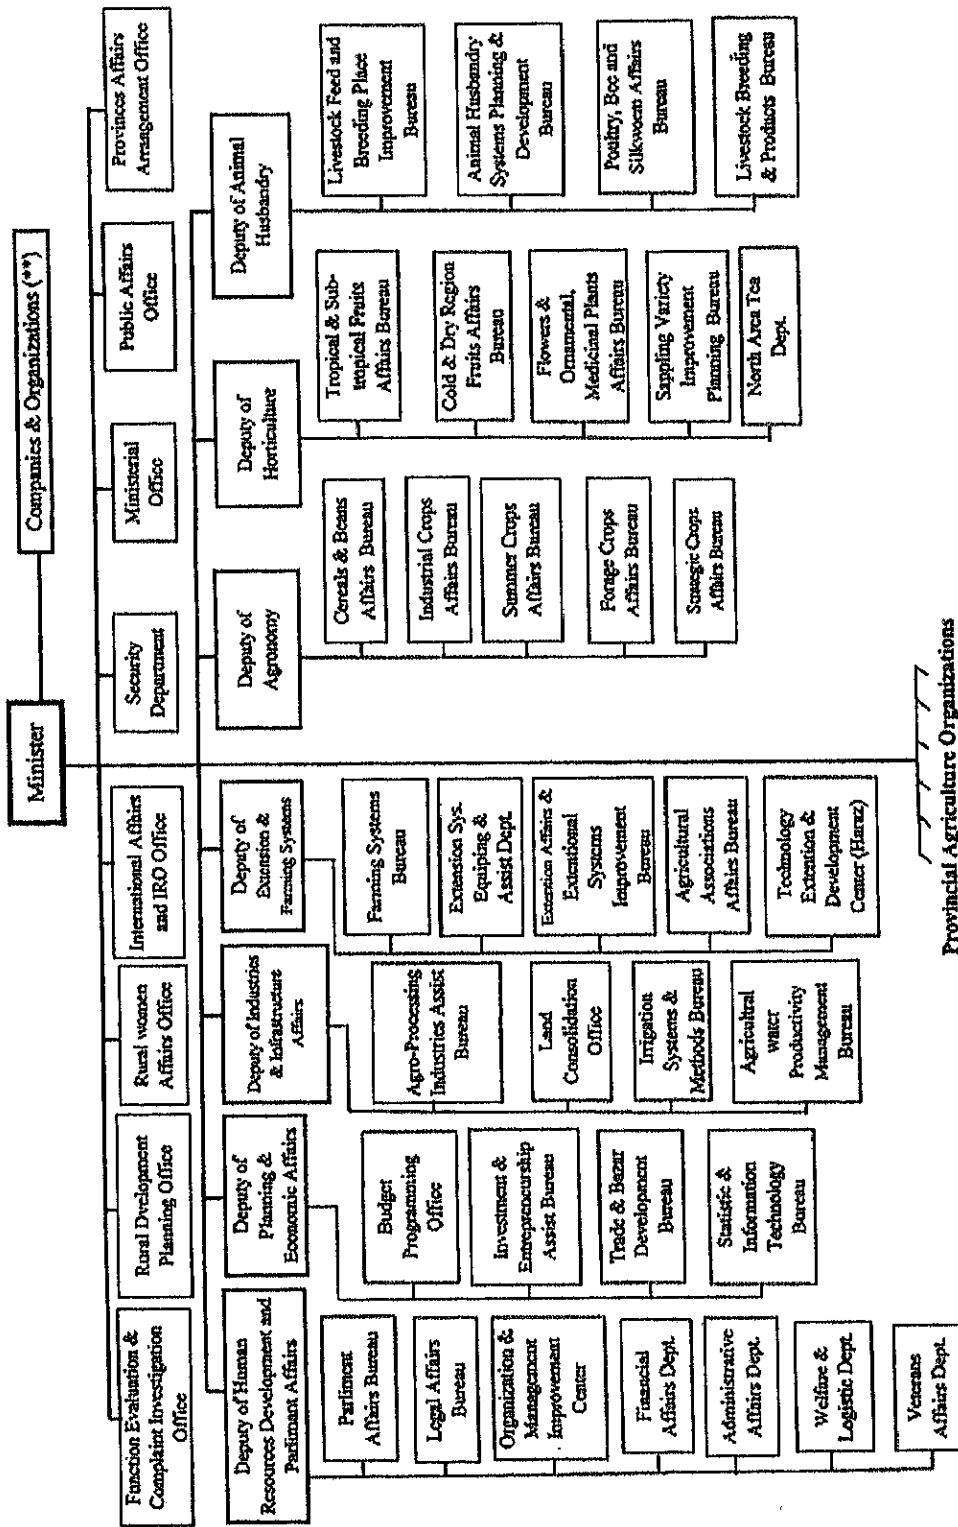 Minister
Companies & Organizations (**)
Function Evaluation &
Complaint Investigation
Office
Rural Dvelopment
Planning Office
Rural women
Affairs Office
International Affairs
and IRO Office
Security
Department
Ministerial
Office
Public Affairs
Office
Provinces Affairs
Arrangement Office
Deputy of Human
Resources Development and
Parlimant Affairs
Parliment
Affairs Bureau
Legal Affairs
Bureau
Organization &
Management
Improvement
Center
Financial
Affairs Dept.
Administrative
Affairs Dept.
Welfare &
Logistic Dept.
Veterans
Affairs Dept.
Deputy of
Planning &
Economic Affairs
Budget
Programming
Office
Investment &
Entrepreneurship
Assist Bureau
Trade & Bazar
Development
Bureau
Statistic &
Information
Technology
Bureau
Deputy of Industries
& Infrastructure
Affairs
Agro-Processing
Industries Assist
Bureau
Land
Consolidation
Office
Irrigation
Systems &
Methods Bureau
Agricultral
water
Productivity
Management
Bureau
Deputy of
Extension &
Farming Systems
Farming Systems
Bureau
Extension Sys.
Equiping &
Assist Dept.
Extention Affairs &
Extentional
Systems
Improvement
Bureau
Agricultural
Associations
Affairs Bureau
Technology
Extention &
Development
Center (Haraz)
Deputy of
Agronomy
Cereals & Beans
Affairs Bureau
Industrial Crops
Affairs Bureau
Summer Crops
Affairs Bureau
Forage Crops
Affairs Bureau
Strategic Crops
Affairs Bureau
Deputy of
Horticulture
Tropical & Sub-
tropical Fruits
Affairs Bureau
Cold & Dry Region
Fruits Affairs
Bureau
Flowers &
Ornamental,
Medicinal Plants
Affairs Bureau
Sappling Variety
Improvement
Planning Bureau
North Area Tea
Dept.
Deputy of Animal
Husbandry
Livestock Feed and
Breeding Place
Improvement
Bureau
Animal Husbandry
Systems Planning &
Development
Bureau
Poultry, Bee and
Silkwoem Affairs
Bureau
Livestock Breeding
& Products Bureau
Provincial Agriculture Organizations